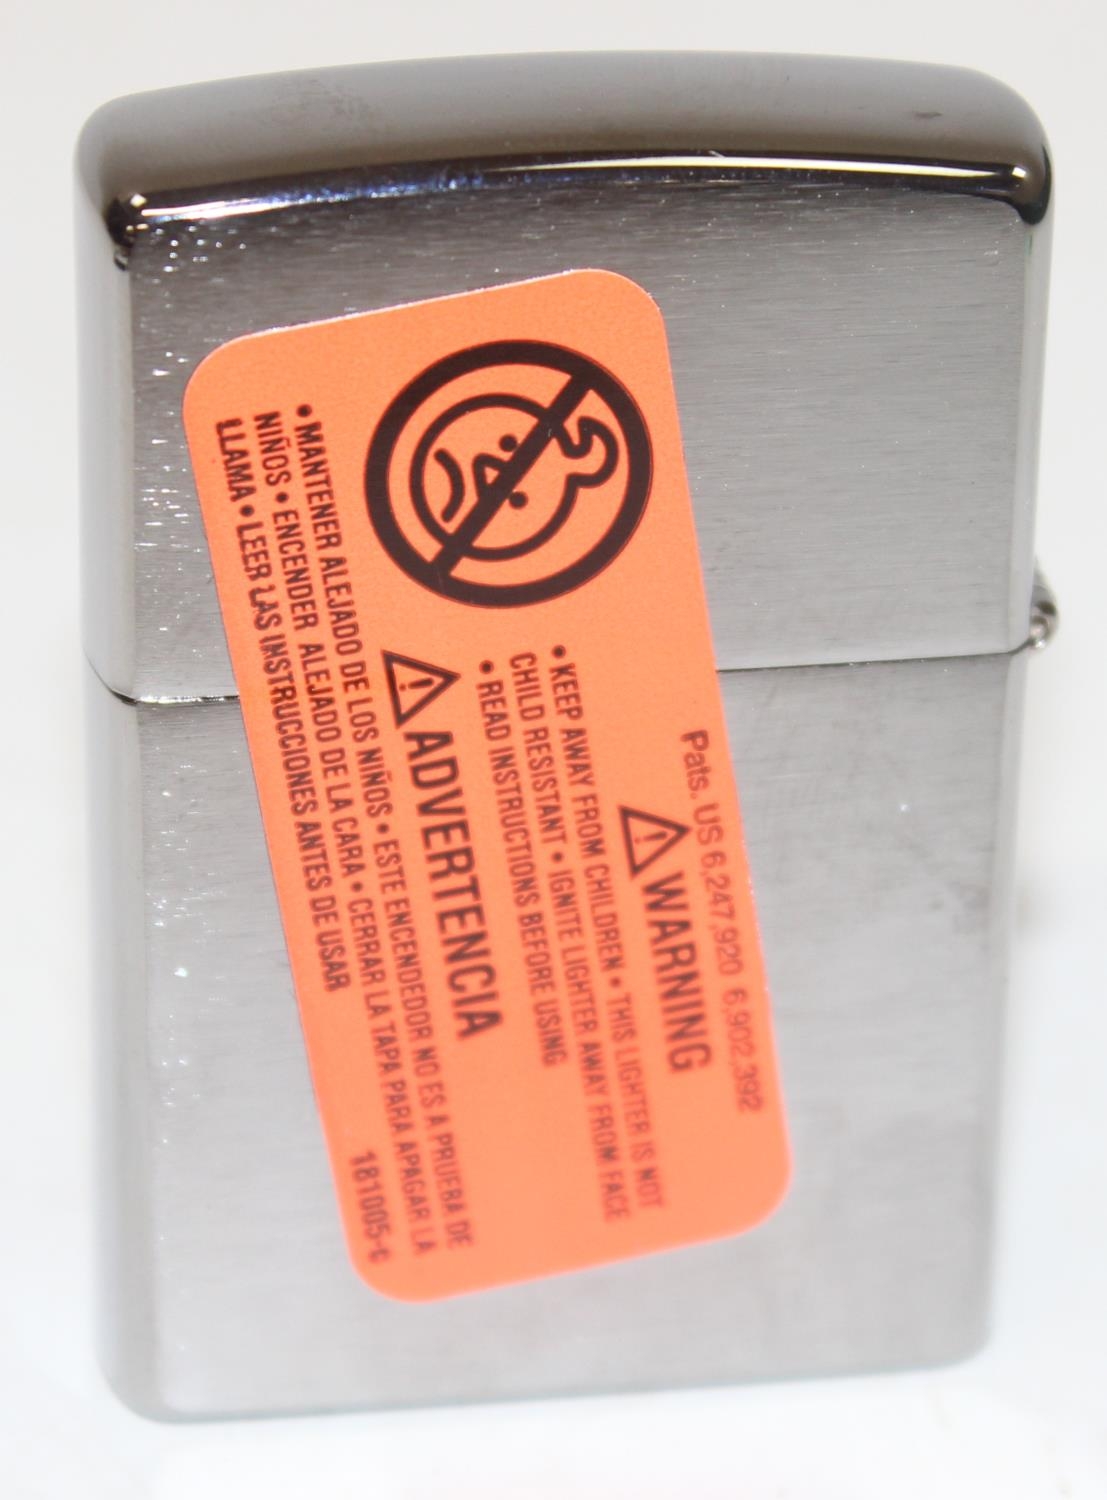 Pats. US 6,247,920 6,902,392
⚠WARNING
• KEEP AWAY FROM CHILDREN • THIS LIGHTER IS NOT
CHILD RESISTANT • IGNITE LIGHTER AWAY FROM FACE
• READ INSTRUCTIONS BEFORE USING
⚠ADVERTENCIA
• MANTENER ALEJADO DE LOS NIÑOS • ESTE ENCENDEDOR NO ES A PRUEBA DE
NIÑOS • ENCENDER ALEJADO DE LA CARA • CERRAR LA TAPA PARA APAGAR LA
LLAMA • LEER LAS INSTRUCCIONES ANTES DE USAR
181005-c